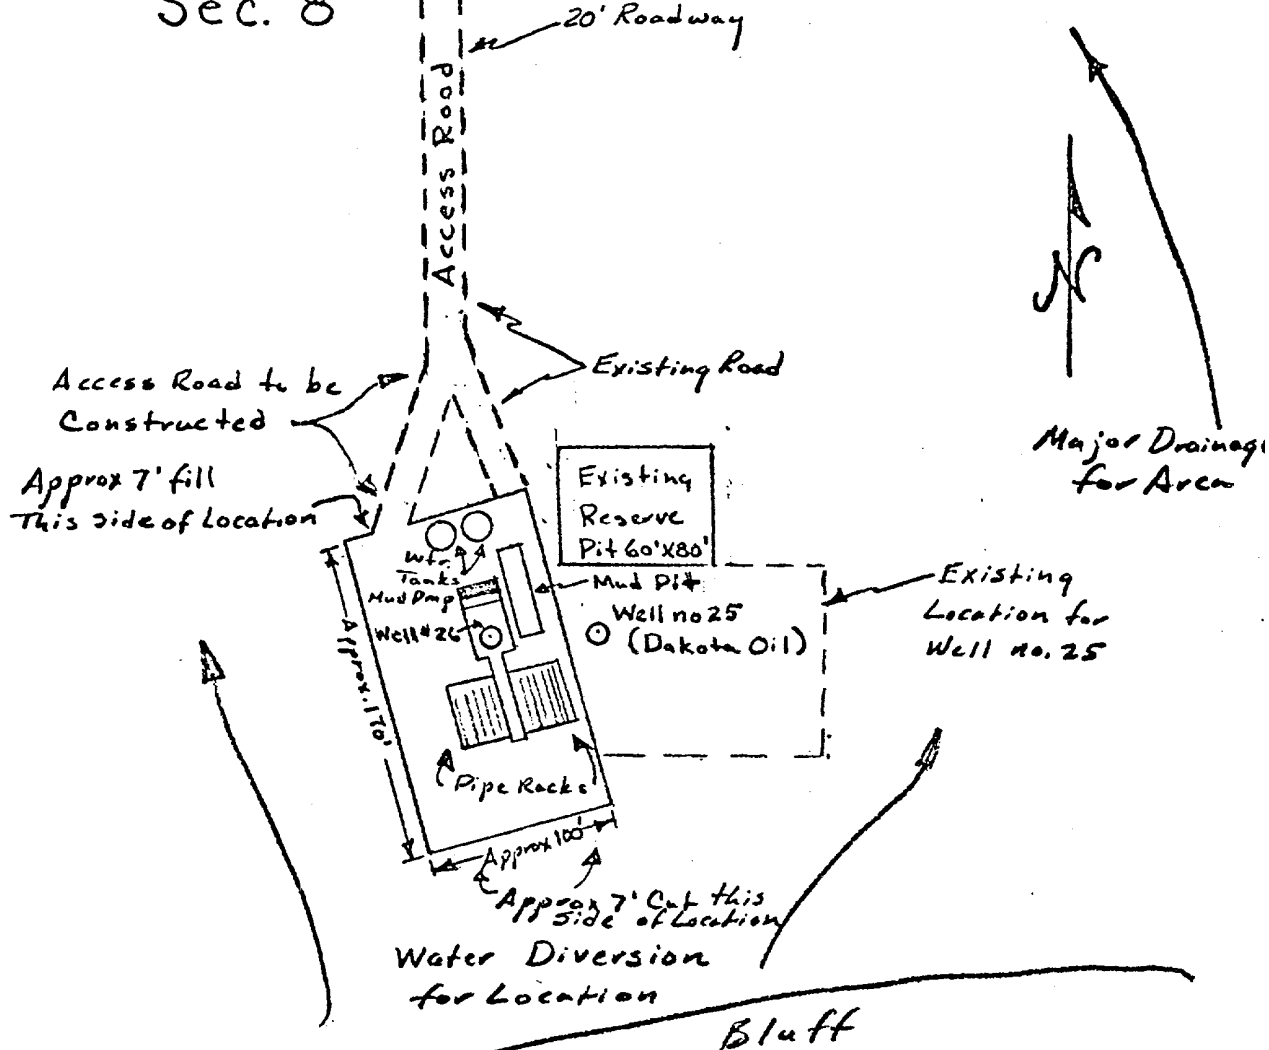 Sec. 8
20' Roadway
Access Road
N
Existing Road
Access Road to be
Constructed
Major Drainage
for Area
Approx 7' fill
This side of Location
Existing
Reserve
Pit 60'x80'
Wtr.
Tanks
Mud Pmp
Mud Pit
Existing
Location for
Well no. 25
Well no 25
(Dakota Oil)
Well #26
Approx. 170'
Pipe Racks
Approx 100'
Approx 7' Cut this
side of Location
Water Diversion
for Location
Bluff